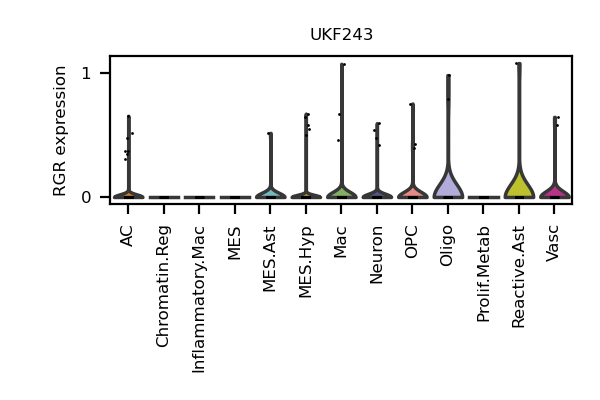 UKF243
RGR expression
1
0
AC
Chromatin.Reg
Inflammatory.Mac
MES
MES.Ast
MES.Hyp
Mac
Neuron
OPC
Oligo
Prolif.Metab
Reactive.Ast
Vasc